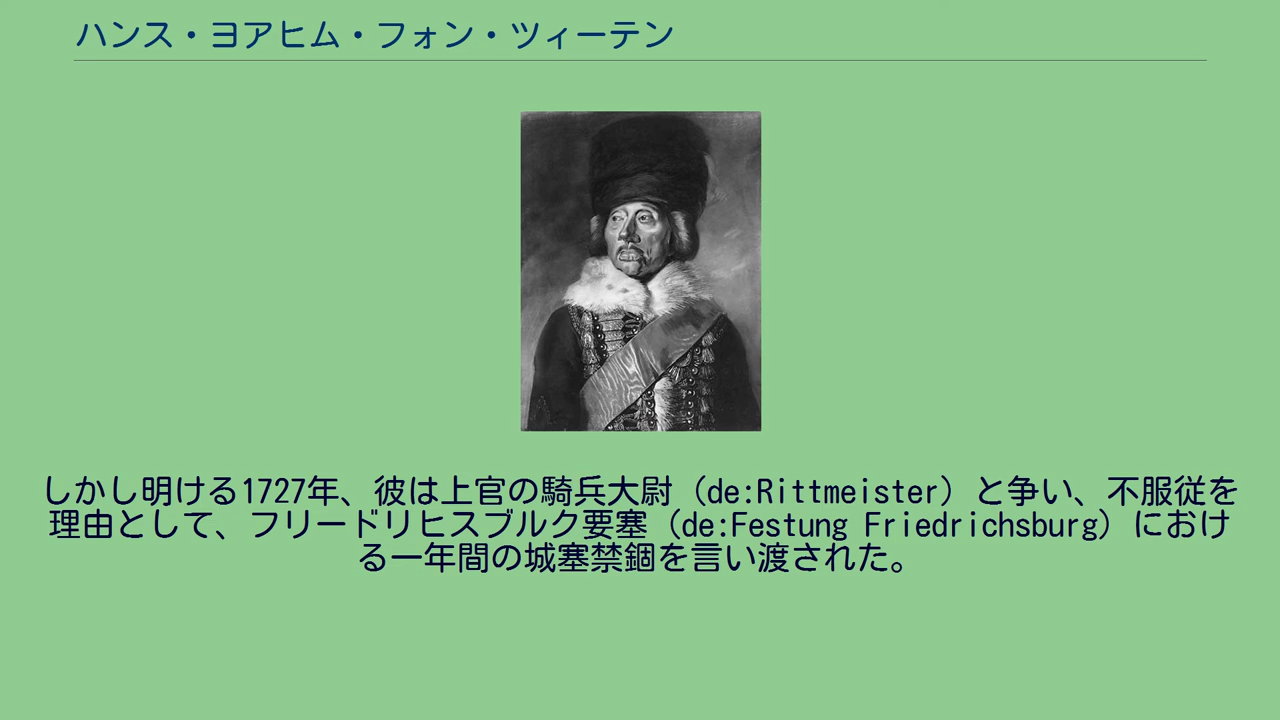 ハンス・ヨアヒム・フォン・ツィーテン
しかし明ける1727年、彼は上官の騎兵大尉（de:Rittmeister）と争い、不服従を
理由として、フリードリヒスブルク要塞（de:Festung Friedrichsburg）におけ
る一年間の城塞禁錮を言い渡された。